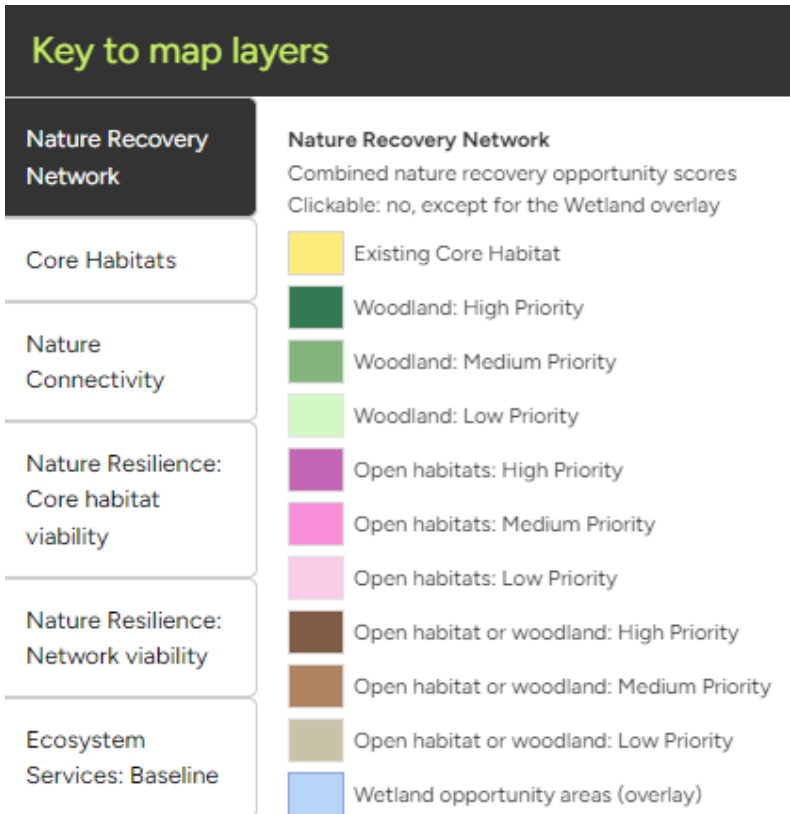 Key to map layers
Nature Recovery
Network
Core Habitats
Nature
Connectivity
Nature Resilience:
Core habitat
viability
Nature Resilience:
Network viability
Ecosystem
Services: Baseline
Nature Recovery Network
Combined nature recovery opportunity scores
Clickable: no, except for the Wetland overlay
Existing Core Habitat
Woodland: High Priority
Woodland: Medium Priority
Woodland: Low Priority
Open habitats: High Priority
Open habitats: Medium Priority
Open habitats: Low Priority
Open habitat or woodland: High Priority
Open habitat or woodland: Medium Priority
Open habitat or woodland: Low Priority
Wetland opportunity areas (overlay)